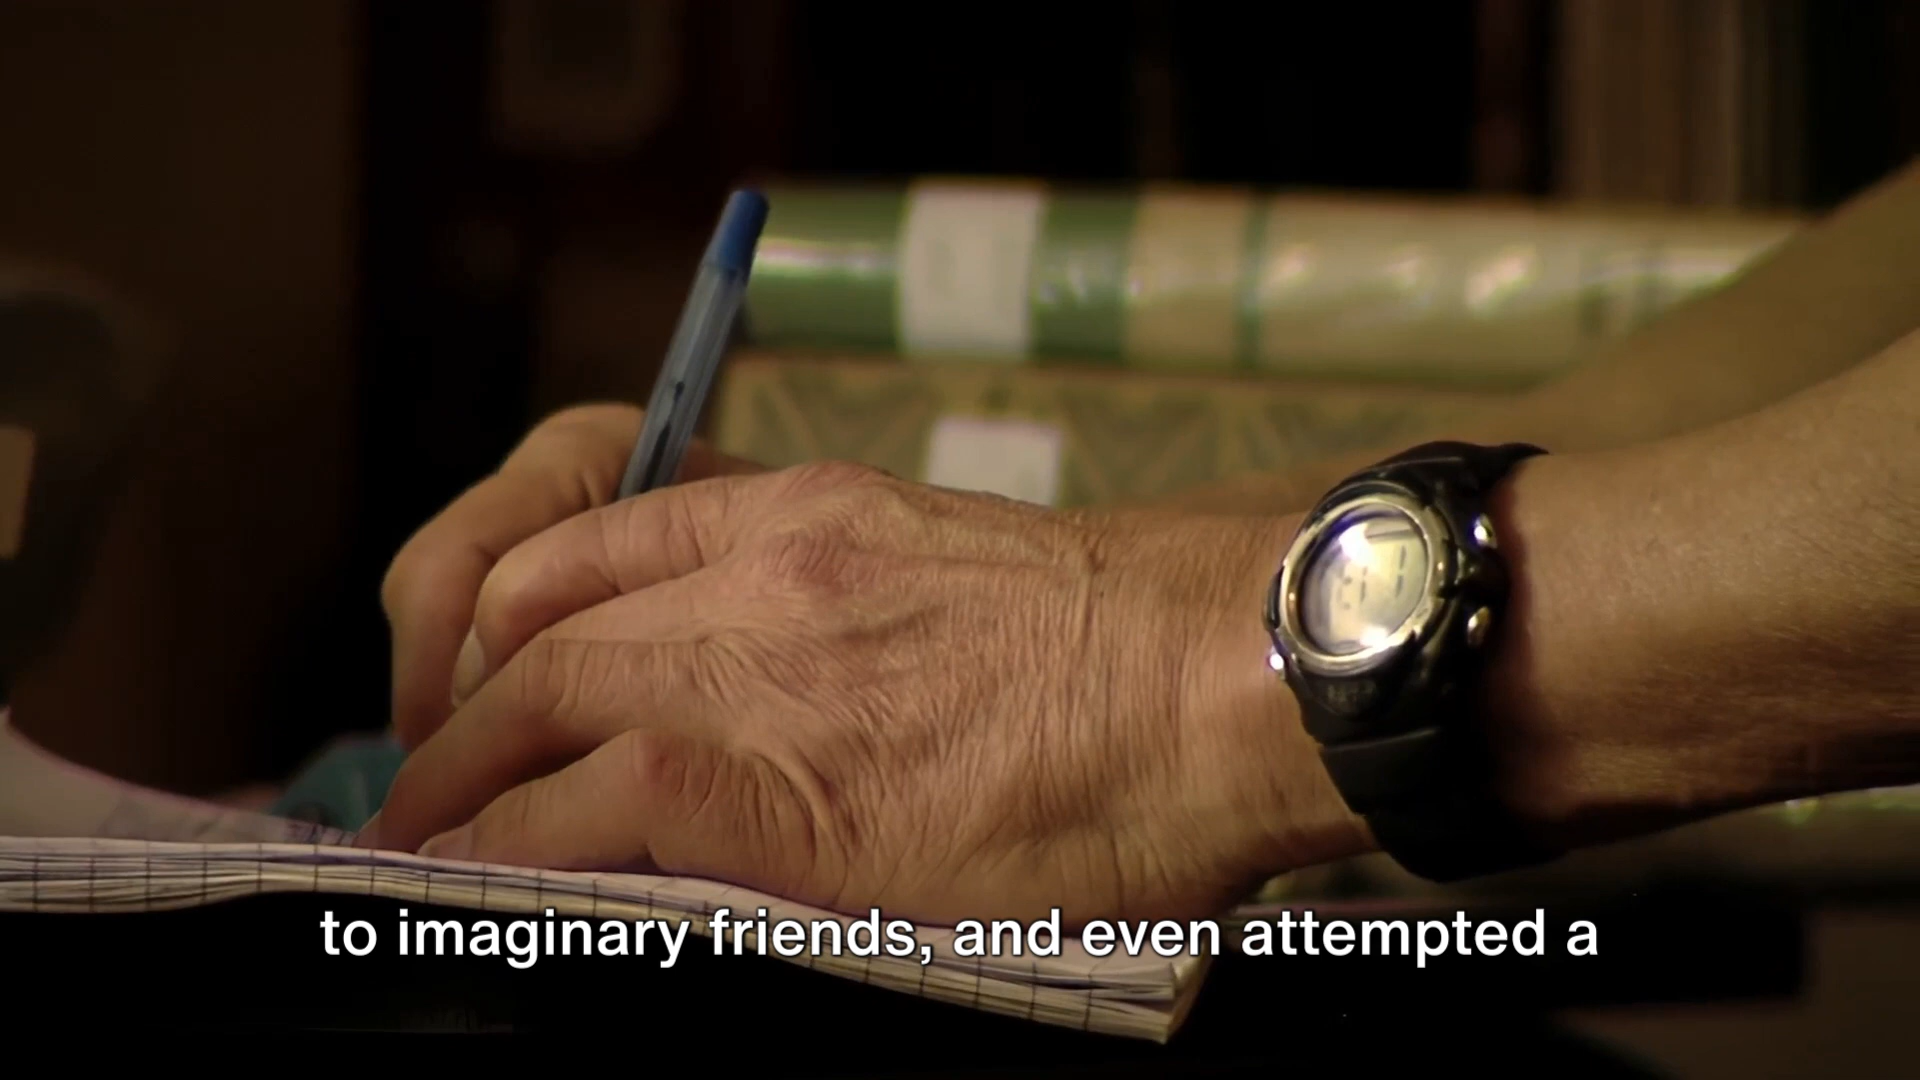 to imaginary friends, and even attempted a